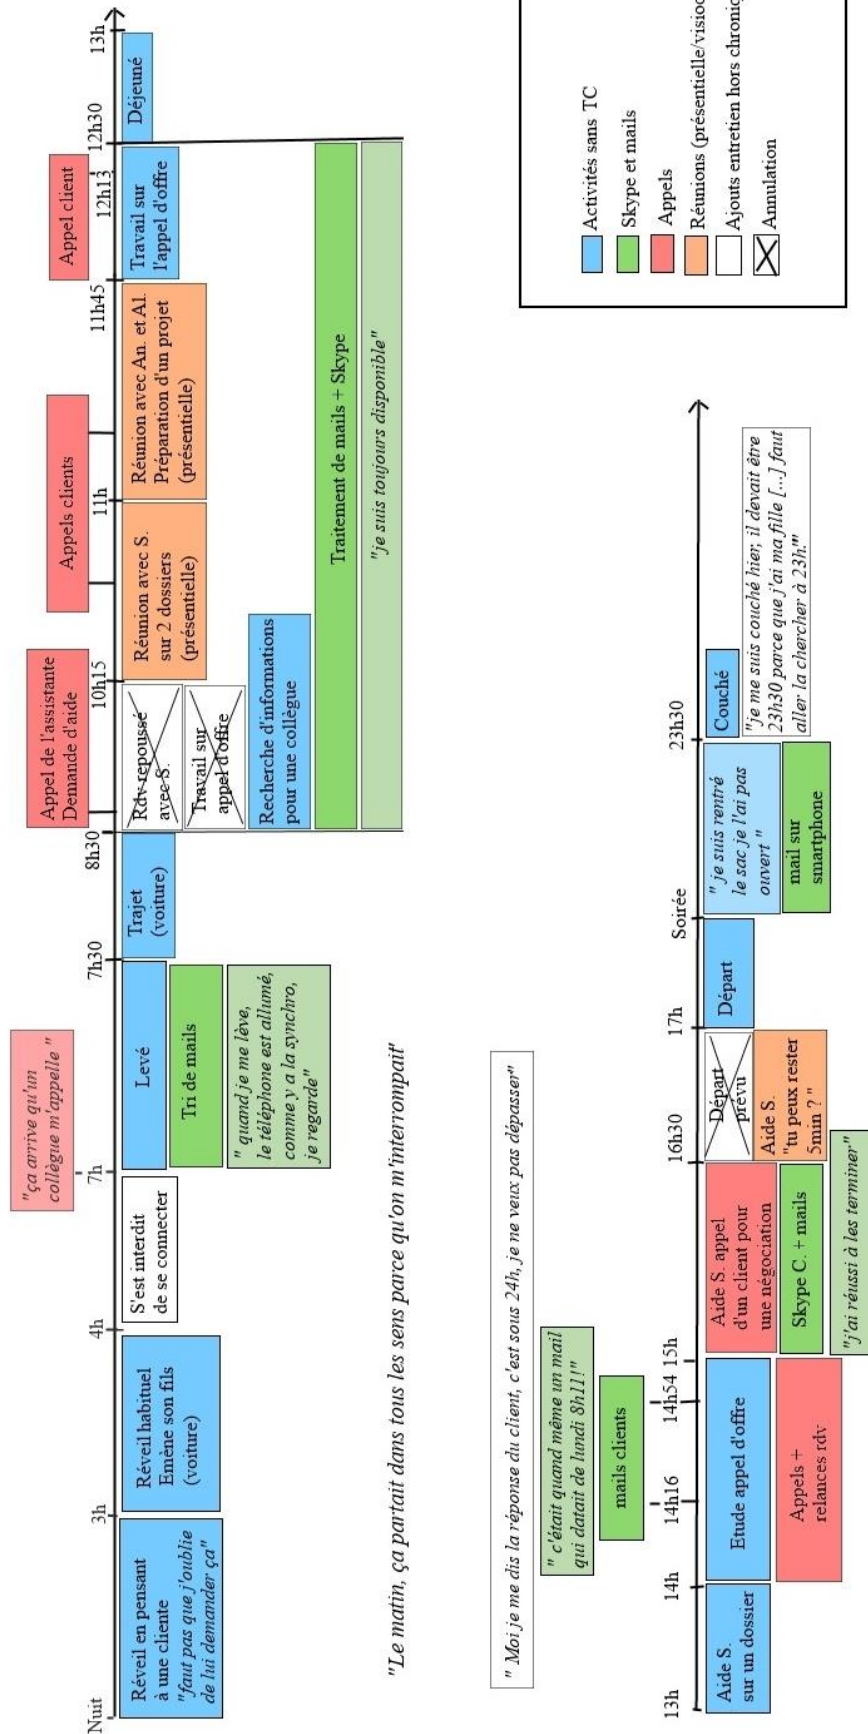 "ça arrive qu'un
collègue m'appelle "
Appel de l'assistante
Demande d'aide
Appels clients
Appel client
Nuit
3h
4h
7h
7h30
8h30
10h15
11h
11h45
12h13
12h30
13h
Réveil en pensant
à une cliente
"faut pas que j'oublie
de lui demander ça"
Réveil habituel
Emène son fils
(voiture)
S'est interdit
de se connecter
Levé
Tri de mails
" quand je me lève,
le téléphone est allumé,
comme y a la synchro,
je regarde"
Trajet
(voiture)
Rdv repoussé
avec S.
Travail sur
appel d'offre
Recherche d'informations
pour une collègue
Réunion avec S.
sur 2 dossiers
(présentielle)
Réunion avec An. et Al.
Préparation d'un projet
(présentielle)
Travail sur
l'appel d'offre
Déjeuné
Traitement de mails + Skype
"je suis toujours disponible"
"Le matin, ça partait dans tous les sens parce qu'on m'interrompait"
" Moi je me dis la réponse du client, c'est sous 24h, je ne veux pas dépasser"
" c'était quand même un mail
qui datait de lundi 8h11!"
mails clients
13h
14h
14h16
14h54
15h
16h30
17h
Soirée
23h30
Aide S.
sur un dossier
Etude appel d'offre
Appels +
relances rdv
Aide S. appel
d'un client pour
une négociation
Skype C. + mails
"j'ai réussi à les terminer"
Départ
prévu
Aide S.
"tu peux rester
5min ? "
Départ
" je suis rentré
le sac je l'ai pas
ouvert "
mail sur
smartphone
Couché
"je me suis couché hier, il devait être
23h30 parce que j'ai ma fille [...] faut
aller la chercher à 23h!"
Activités sans TC
Skype et mails
Appels
Réunions (présentielle/visioc
Ajouts entretien hors chroniq
Annulation